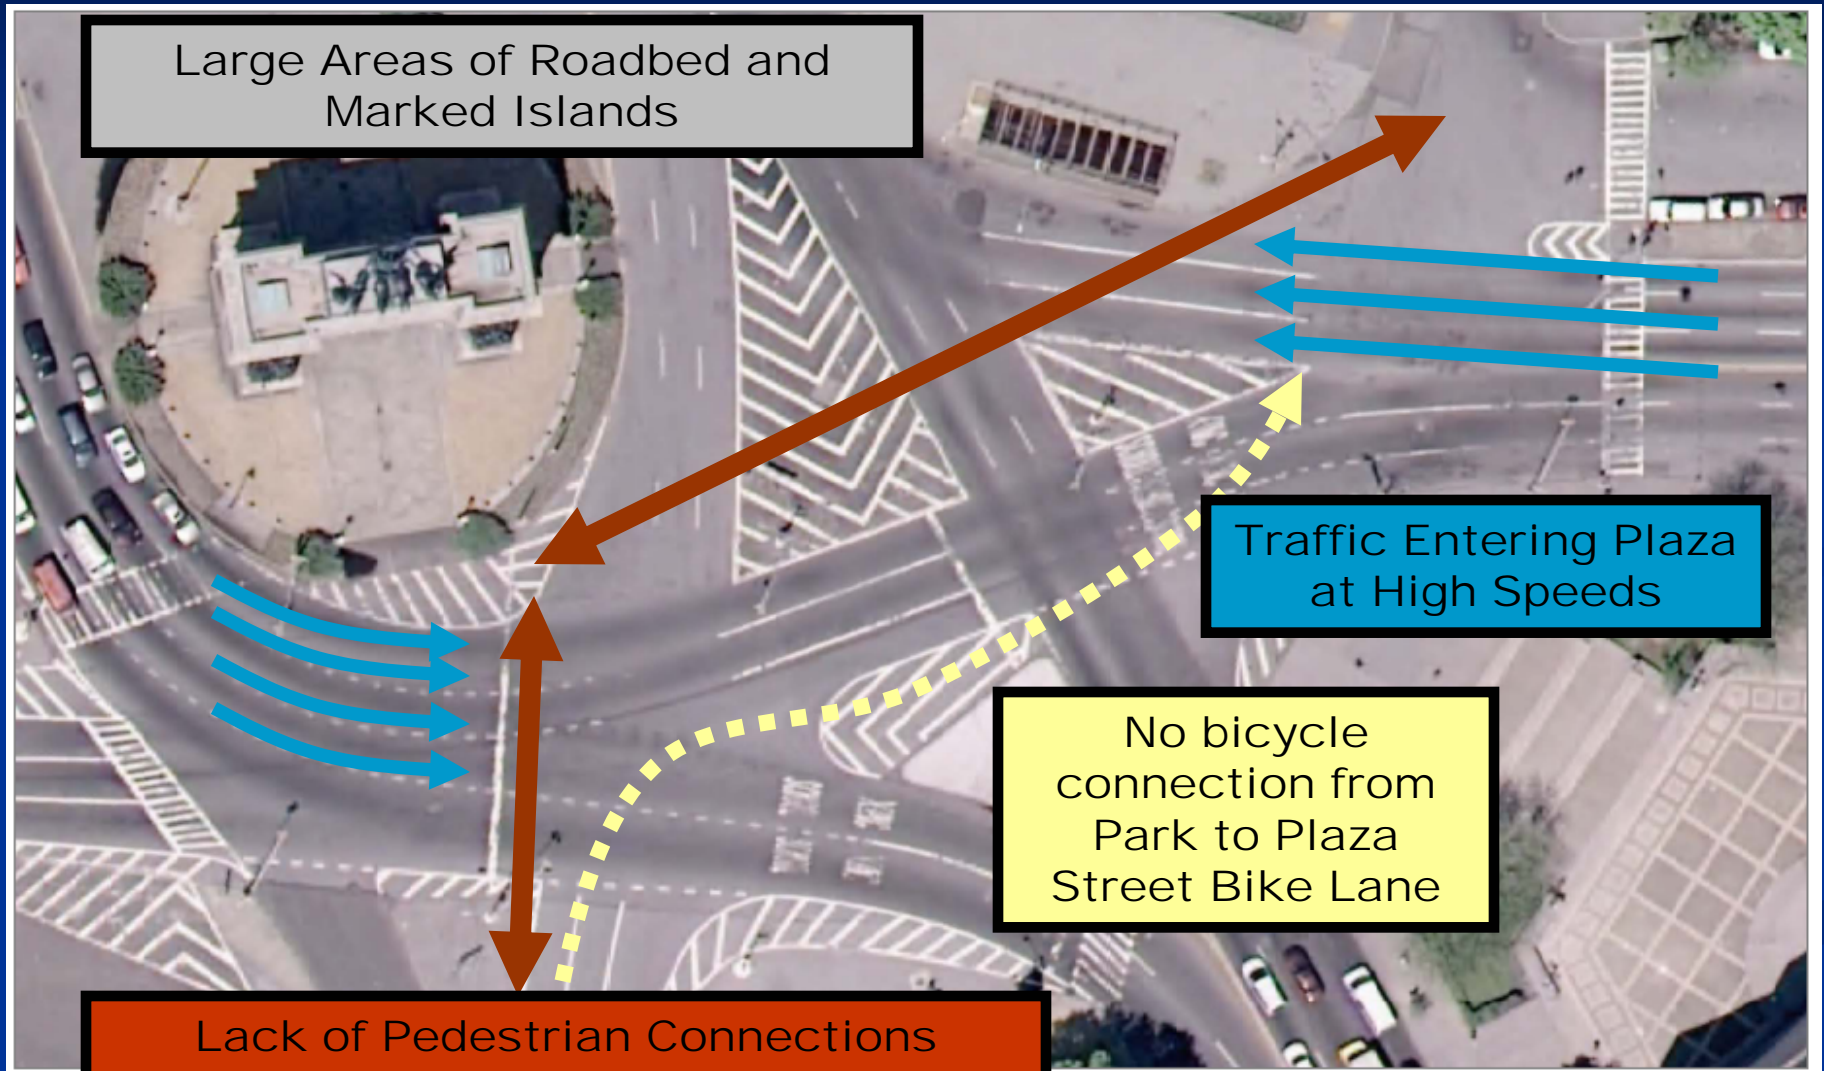 Large Areas of Roadbed and
Marked Islands
Traffic Entering Plaza
at High Speeds
No bicycle
connection from
Park to Plaza
Street Bike Lane
Lack of Pedestrian Connections